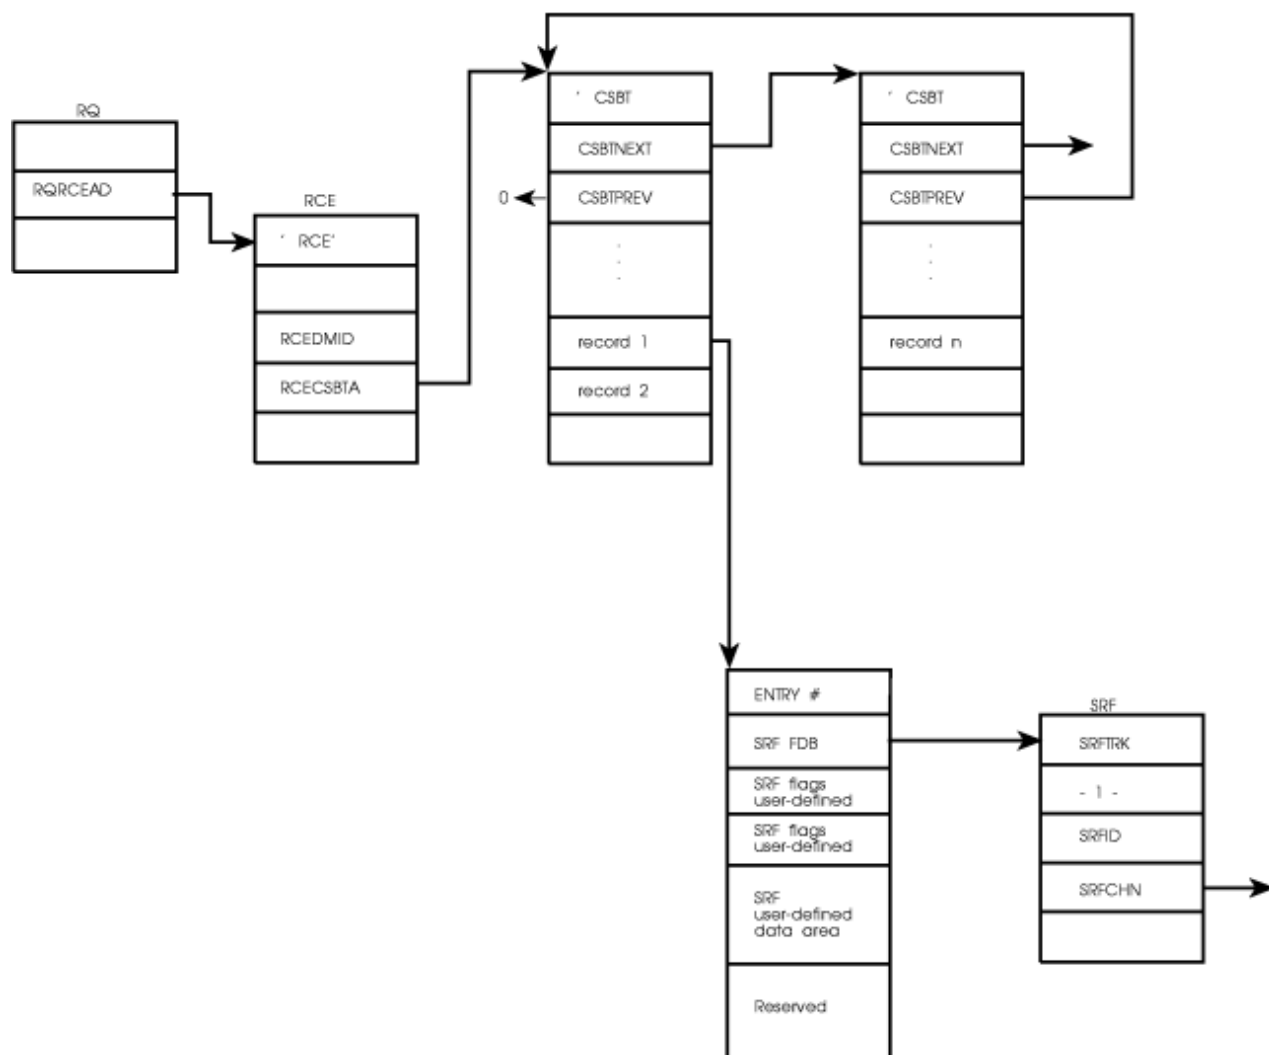 RQ
RQRCEAD
RCE
' RCE'
RCEDMID
RCECSBTA
' CSBT
CSBTNEXT
0
CSBTPREV
.
.
.
record 1
record 2
' CSBT
CSBTNEXT
CSBTPREV
.
.
.
record n
ENTRY #
SRF FDB
SRF flags
user-defined
SRF flags
user-defined
SRF
user-defined
data area
Reserved
SRF
SRFTRK
- 1 -
SRFID
SRFCHN